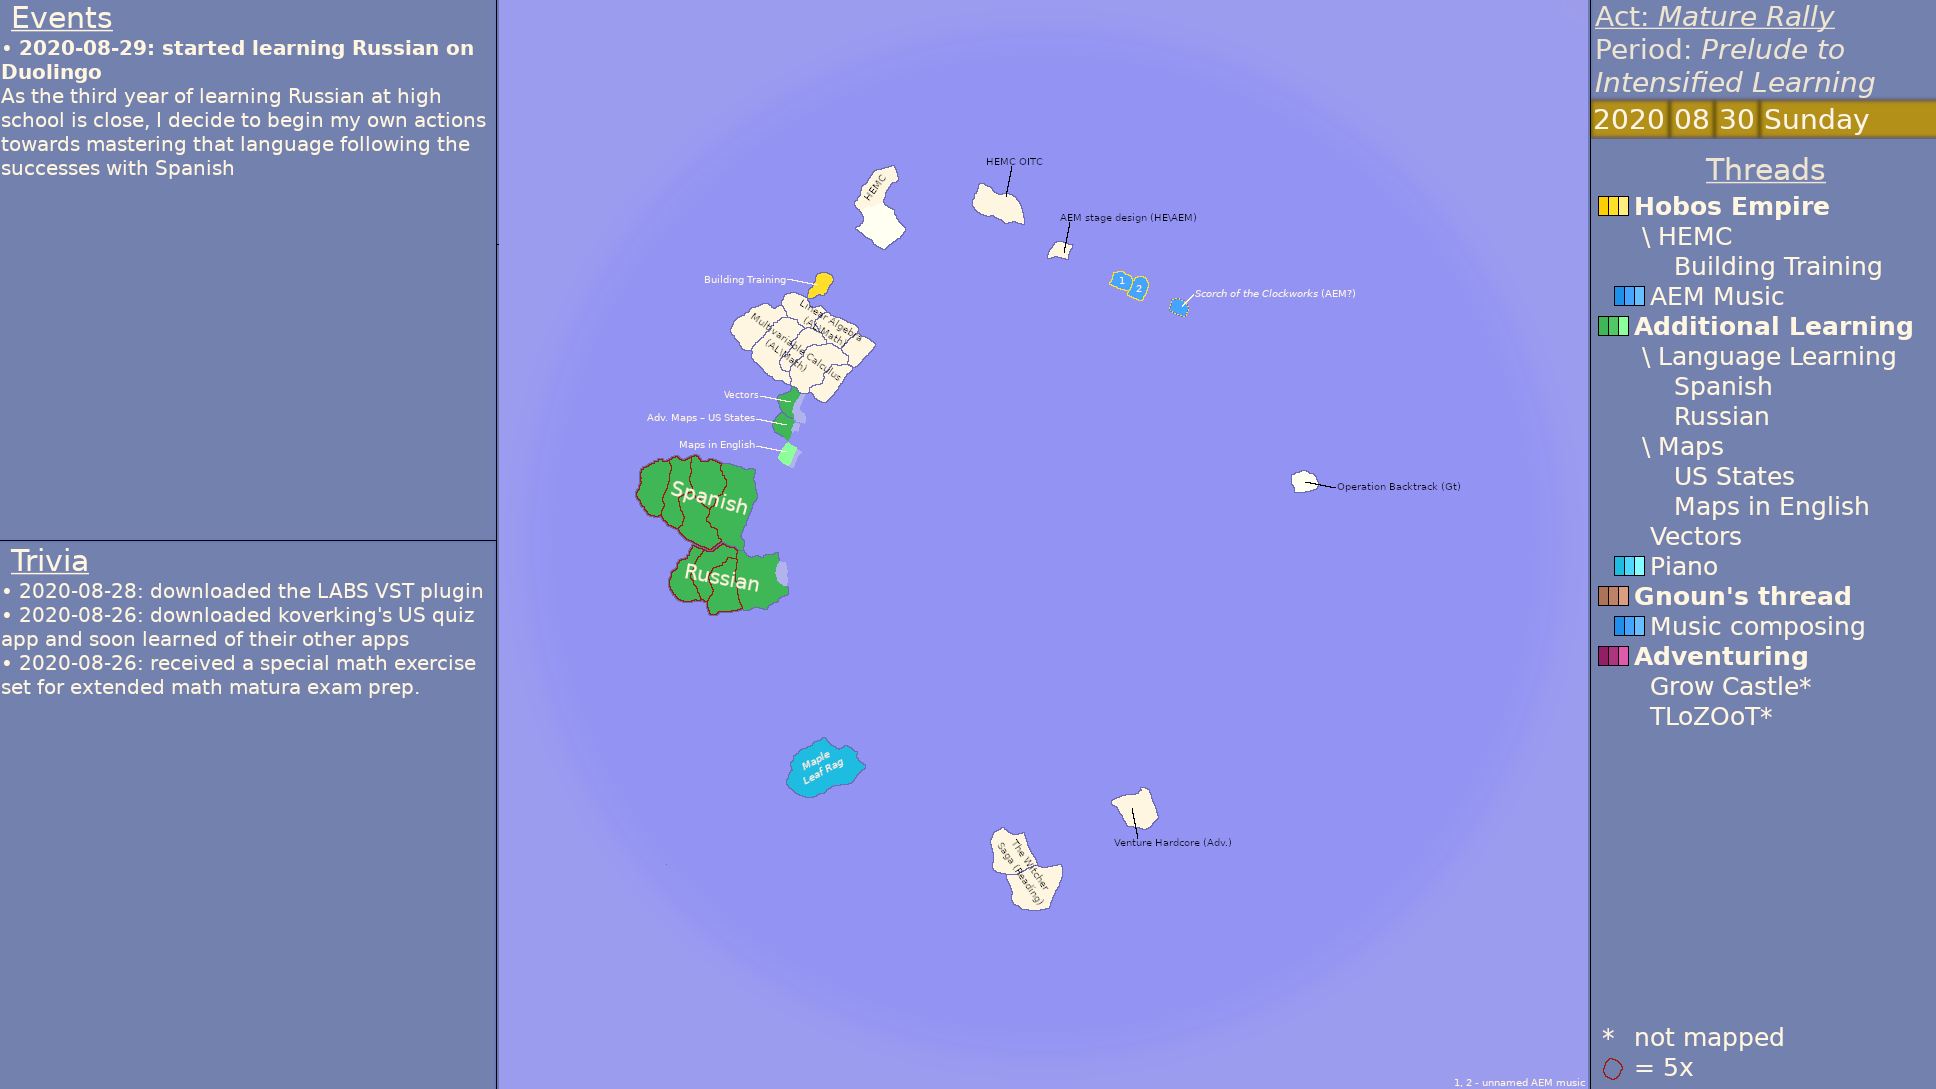 Events
• 2020-08-29: started learning Russian on
Duolingo
As the third year of learning Russian at high
school is close, I decide to begin my own actions
towards mastering that language following the
successes with Spanish
Trivia
• 2020-08-28: downloaded the LABS VST plugin
• 2020-08-26: downloaded koverking's US quiz
app and soon learned of their other apps
• 2020-08-26: received a special math exercise
set for extended math matura exam prep.
HEMC
HEMC OITC
AEM stage design (HE\AEM)
Building Training
1
2
Scorch of the Clockworks (AEM?)
Linear Algebra
(AL\Math)
Multivariable Calculus
(AL\Math)
Vectors
Adv. Maps – US States
Maps in English
Spanish
Operation Backtrack (Gt)
Russian
Maple
Leaf Rag
Venture Hardcore (Adv.)
The Witcher
Saga (Reading)
1, 2 - unnamed AEM music
Act: Mature Rally
Period: Prelude to
Intensified Learning
2020 08 30 Sunday
Threads
Hobos Empire
\ HEMC
Building Training
AEM Music
Additional Learning
\ Language Learning
Spanish
Russian
\ Maps
US States
Maps in English
Vectors
Piano
Gnoun's thread
Music composing
Adventuring
Grow Castle*
TLoZOoT*
* not mapped
= 5x